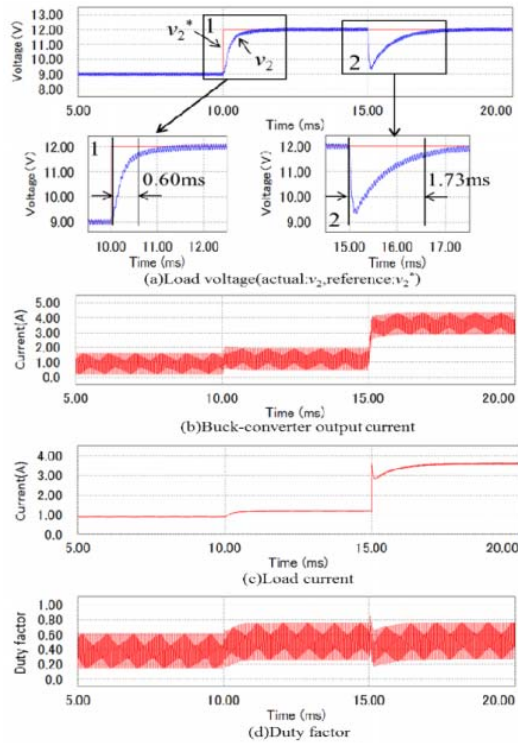 v₂*
1
v₂
2
Voltage(V)
12.00
11.00
10.00
9.00
5.00 10.00 15.00 20.00
Time (ms)
Voltage(V)
12.00
11.00
10.00
9.00
1
0.60ms
10.00 11.00 12.00
Time (ms)
Voltage(V)
12.00
11.00
10.00
9.00
2
1.73ms
15.00 16.00 17.00
Time (ms)
(a)Load voltage(actual:v₂,reference:v₂*)
Current(A)
5.00
4.00
3.00
2.00
1.00
0.0
5.00 10.00 15.00 20.00
Time (ms)
(b)Buck-converter output current
Current(A)
4.00
3.00
2.00
1.00
0.0
5.00 10.00 15.00 20.00
Time (ms)
(c)Load current
Duty factor
1.00
0.80
0.60
0.40
0.20
0.0
5.00 10.00 15.00 20.00
Time (ms)
(d)Duty factor